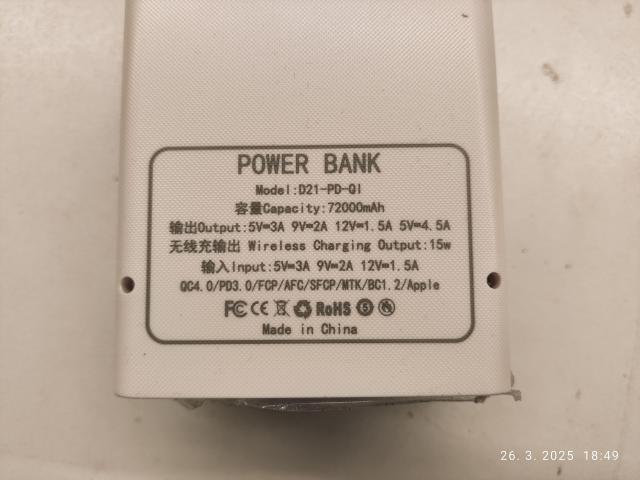 POWER BANK
Model:D21-PD-QI
容量Capacity:72000mAh
输出Output:5V=3A 9V=2A 12V=1.5A 5V=4.5A
无线充输出 Wireless Charging Output:15w
输入Input:5V=3A 9V=2A 12V=1.5A
QC4.0/PD3.0/FCP/AFC/SFCP/MTK/BC1.2/Apple
FC CE RoHS 5
Made in China
26. 3. 2025 18:49